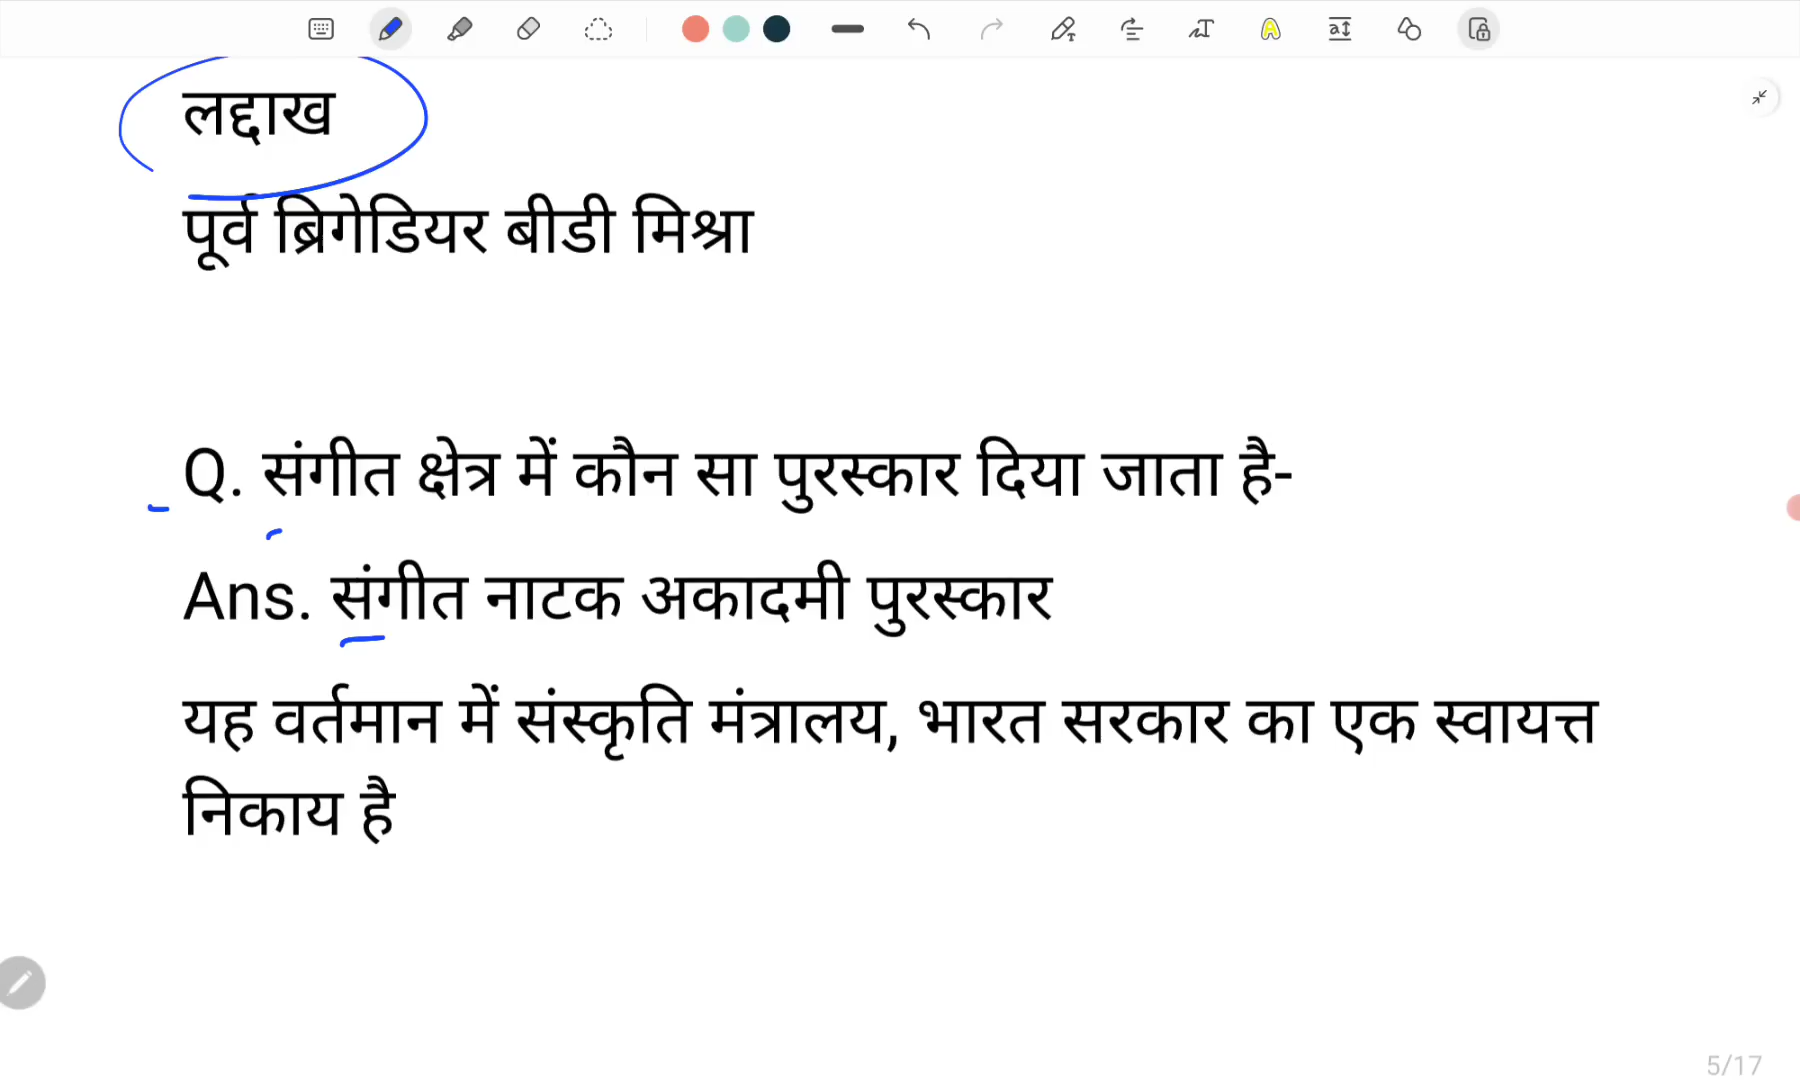 लद्दाख
पूर्व ब्रिगेडियर बीडी मिश्रा
Q. संगीत क्षेत्र में कौन सा पुरस्कार दिया जाता है-
Ans. संगीत नाटक अकादमी पुरस्कार
यह वर्तमान में संस्कृति मंत्रालय, भारत सरकार का एक स्वायत्त
निकाय है
5/17